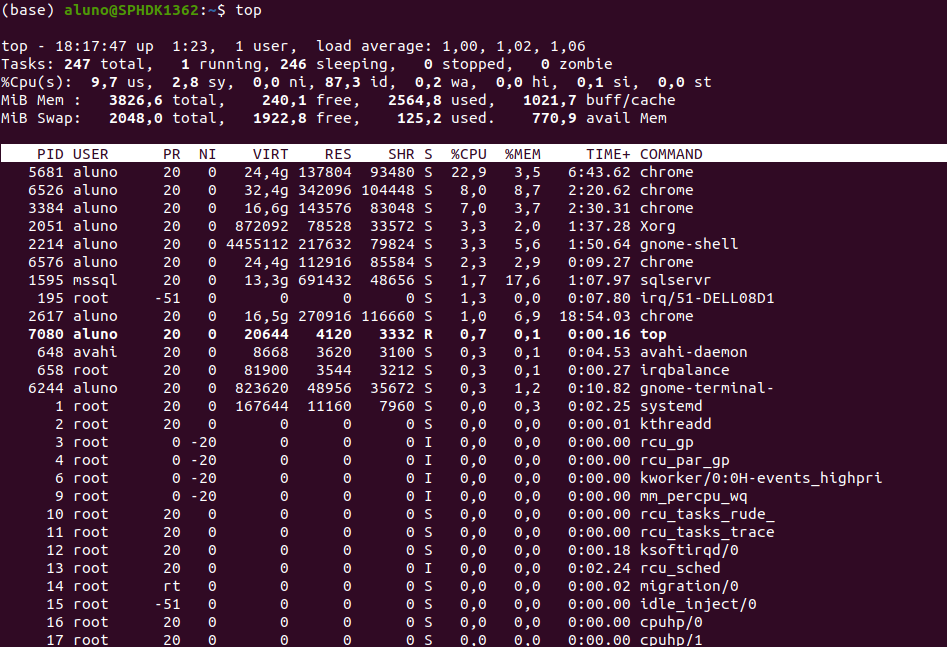 (base) aluno@SPHDK1362:~$ top
top - 18:17:47 up  1:23,  1 user,  load average: 1,00, 1,02, 1,06
Tasks: 247 total,   1 running, 246 sleeping,   0 stopped,   0 zombie
%Cpu(s):  9,7 us,  2,8 sy,  0,0 ni, 87,3 id,  0,2 wa,  0,0 hi,  0,1 si,  0,0 st
MiB Mem :   3826,6 total,    240,1 free,   2564,8 used,   1021,7 buff/cache
MiB Swap:   2048,0 total,   1922,8 free,    125,2 used.    770,9 avail Mem
PID USER      PR  NI    VIRT    RES    SHR S  %CPU  %MEM     TIME+ COMMAND
5681 aluno     20   0   24,4g 137804  93480 S  22,9   3,5   6:43.62 chrome
6526 aluno     20   0   32,4g 342096 104448 S   8,0   8,7   2:20.62 chrome
3384 aluno     20   0   16,6g 143576  83048 S   7,0   3,7   2:30.31 chrome
2051 aluno     20   0  872092  78528  33572 S   3,3   2,0   1:37.28 Xorg
2214 aluno     20   0 4455112 217632  79824 S   3,3   5,6   1:50.64 gnome-shell
6576 aluno     20   0   24,4g 112916  85584 S   2,3   2,9   0:09.27 chrome
1595 mssql     20   0   13,3g 691432  48656 S   1,7  17,6   1:07.97 sqlservr
195 root     -51   0       0      0      0 S   1,3   0,0   0:07.80 irq/51-DELL08D1
2617 aluno     20   0   16,5g 270916 116660 S   1,0   6,9  18:54.03 chrome
7080 aluno     20   0   20644   4120   3332 R   0,7   0,1   0:00.16 top
648 avahi     20   0    8668   3620   3100 S   0,3   0,1   0:04.53 avahi-daemon
658 root      20   0   81900   3544   3212 S   0,3   0,1   0:00.27 irqbalance
6244 aluno     20   0  823620  48956  35672 S   0,3   1,2   0:10.82 gnome-terminal-
1 root      20   0  167644  11160   7960 S   0,0   0,3   0:02.25 systemd
2 root      20   0       0      0      0 S   0,0   0,0   0:00.01 kthreadd
3 root       0 -20       0      0      0 I   0,0   0,0   0:00.00 rcu_gp
4 root       0 -20       0      0      0 I   0,0   0,0   0:00.00 rcu_par_gp
6 root       0 -20       0      0      0 I   0,0   0,0   0:00.00 kworker/0:0H-events_highpri
9 root       0 -20       0      0      0 I   0,0   0,0   0:00.00 mm_percpu_wq
10 root      20   0       0      0      0 S   0,0   0,0   0:00.00 rcu_tasks_rude_
11 root      20   0       0      0      0 S   0,0   0,0   0:00.00 rcu_tasks_trace
12 root      20   0       0      0      0 S   0,0   0,0   0:00.18 ksoftirqd/0
13 root      20   0       0      0      0 I   0,0   0,0   0:02.24 rcu_sched
14 root      rt   0       0      0      0 S   0,0   0,0   0:00.02 migration/0
15 root     -51   0       0      0      0 S   0,0   0,0   0:00.00 idle_inject/0
16 root      20   0       0      0      0 S   0,0   0,0   0:00.00 cpuhp/0
17 root      20   0       0      0      0 S   0,0   0,0   0:00.00 cpuhp/1